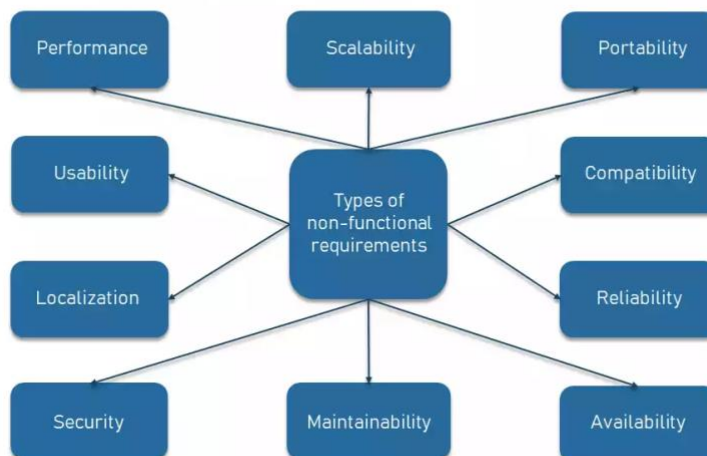 Performance
Scalability
Portability
Usability
Types of
non-functional
requirements
Compatibility
Localization
Reliability
Security
Maintainability
Availability